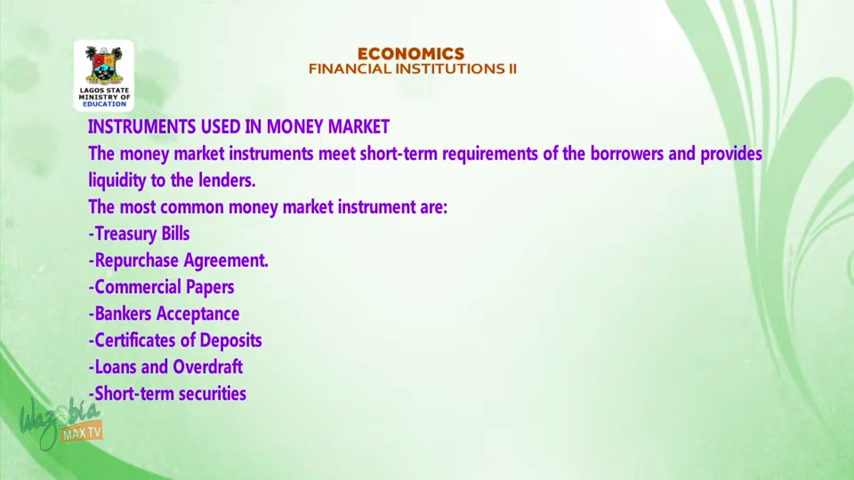 ECONOMICS
FINANCIAL INSTITUTIONS II
LAGOS STATE
MINISTRY OF
EDUCATION
INSTRUMENTS USED IN MONEY MARKET
The money market instruments meet short-term requirements of the borrowers and provides
liquidity to the lenders.
The most common money market instrument are:
-Treasury Bills
-Repurchase Agreement.
-Commercial Papers
-Bankers Acceptance
-Certificates of Deposits
-Loans and Overdraft
-Short-term securities
Wazobia
MAX TV